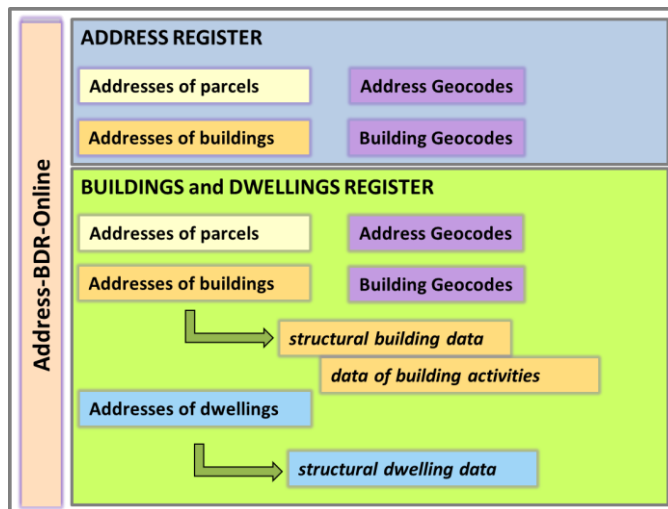 Address-BDR-Online
ADDRESS REGISTER
Addresses of parcels
Address Geocodes
Addresses of buildings
Building Geocodes
BUILDINGS and DWELLINGS REGISTER
Addresses of parcels
Address Geocodes
Addresses of buildings
Building Geocodes
structural building data
data of building activities
Addresses of dwellings
structural dwelling data